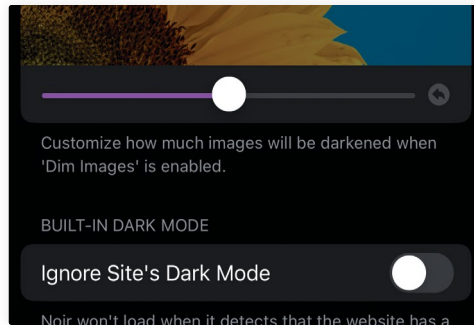 Customize how much images will be darkened when
'Dim Images' is enabled.
BUILT-IN DARK MODE
Ignore Site's Dark Mode
Noir won't load when it detects that the website has a